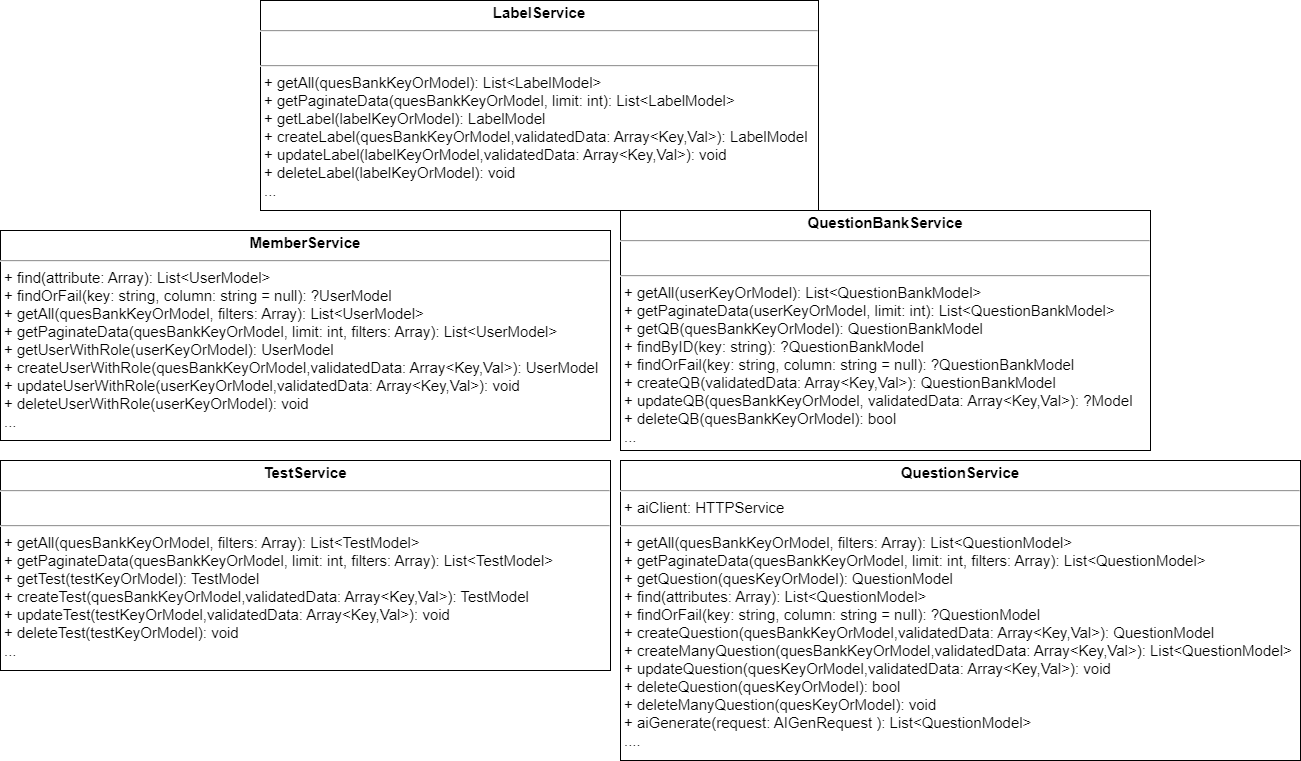 LabelService
+ getAll(quesBankKeyOrModel): List<LabelModel>
+ getPaginateData(quesBankKeyOrModel, limit: int): List<LabelModel>
+ getLabel(labelKeyOrModel): LabelModel
+ createLabel(quesBankKeyOrModel,validatedData: Array<Key,Val>): LabelModel
+ updateLabel(labelKeyOrModel,validatedData: Array<Key,Val>): void
+ deleteLabel(labelKeyOrModel): void
...
MemberService
+ find(attribute: Array): List<UserModel>
+ findOrFail(key: string, column: string = null): ?UserModel
+ getAll(quesBankKeyOrModel, filters: Array): List<UserModel>
+ getPaginateData(quesBankKeyOrModel, limit: int, filters: Array): List<UserModel>
+ getUserWithRole(userKeyOrModel): UserModel
+ createUserWithRole(quesBankKeyOrModel,validatedData: Array<Key,Val>): UserModel
+ updateUserWithRole(userKeyOrModel,validatedData: Array<Key,Val>): void
+ deleteUserWithRole(userKeyOrModel): void
...
QuestionBankService
+ getAll(userKeyOrModel): List<QuestionBankModel>
+ getPaginateData(userKeyOrModel, limit: int): List<QuestionBankModel>
+ getQB(quesBankKeyOrModel): QuestionBankModel
+ findByID(key: string): ?QuestionBankModel
+ findOrFail(key: string, column: string = null): ?QuestionBankModel
+ createQB(validatedData: Array<Key,Val>): QuestionBankModel
+ updateQB(quesBankKeyOrModel, validatedData: Array<Key,Val>): ?Model
+ deleteQB(quesBankKeyOrModel): bool
...
TestService
+ getAll(quesBankKeyOrModel, filters: Array): List<TestModel>
+ getPaginateData(quesBankKeyOrModel, limit: int, filters: Array): List<TestModel>
+ getTest(testKeyOrModel): TestModel
+ createTest(quesBankKeyOrModel,validatedData: Array<Key,Val>): TestModel
+ updateTest(testKeyOrModel,validatedData: Array<Key,Val>): void
+ deleteTest(testKeyOrModel): void
...
QuestionService
+ aiClient: HTTPService
+ getAll(quesBankKeyOrModel, filters: Array): List<QuestionModel>
+ getPaginateData(quesBankKeyOrModel, limit: int, filters: Array): List<QuestionModel>
+ getQuestion(quesKeyOrModel): QuestionModel
+ find(attributes: Array): List<QuestionModel>
+ findOrFail(key: string, column: string = null): ?QuestionModel
+ createQuestion(quesBankKeyOrModel,validatedData: Array<Key,Val>): QuestionModel
+ createManyQuestion(quesBankKeyOrModel,validatedData: Array<Key,Val>): List<QuestionModel>
+ updateQuestion(quesKeyOrModel,validatedData: Array<Key,Val>): void
+ deleteQuestion(quesKeyOrModel): bool
+ deleteManyQuestion(quesKeyOrModel): void
+ aiGenerate(request: AIGenRequest ): List<QuestionModel>
....